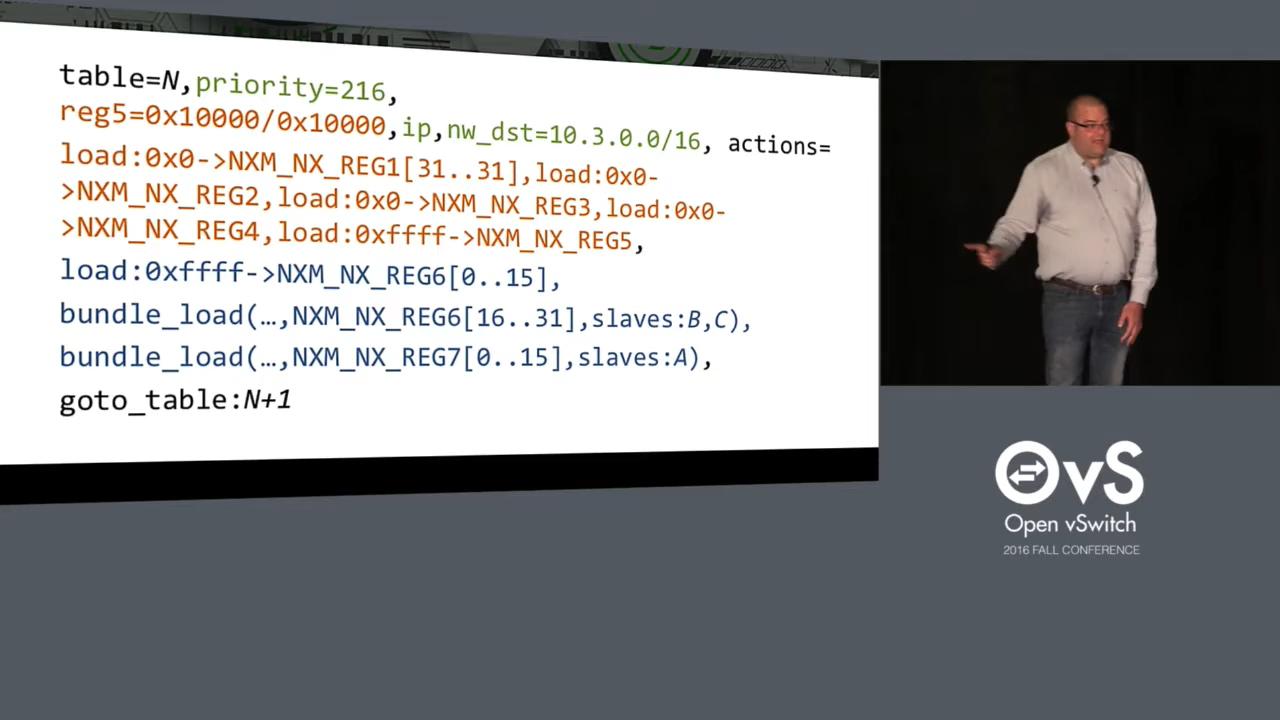 table=N,priority=216,
reg5=0x10000/0x10000,ip,nw_dst=10.3.0.0/16, actions=
load:0x0->NXM_NX_REG1[31..31],load:0x0-
>NXM_NX_REG2,load:0x0->NXM_NX_REG3,load:0x0-
>NXM_NX_REG4,load:0xffff->NXM_NX_REG5,
load:0xffff->NXM_NX_REG6[0..15],
bundle_load(…,NXM_NX_REG6[16..31],slaves:B,C),
bundle_load(…,NXM_NX_REG7[0..15],slaves:A),
goto_table:N+1
OvS
Open vSwitch
2016 FALL CONFERENCE